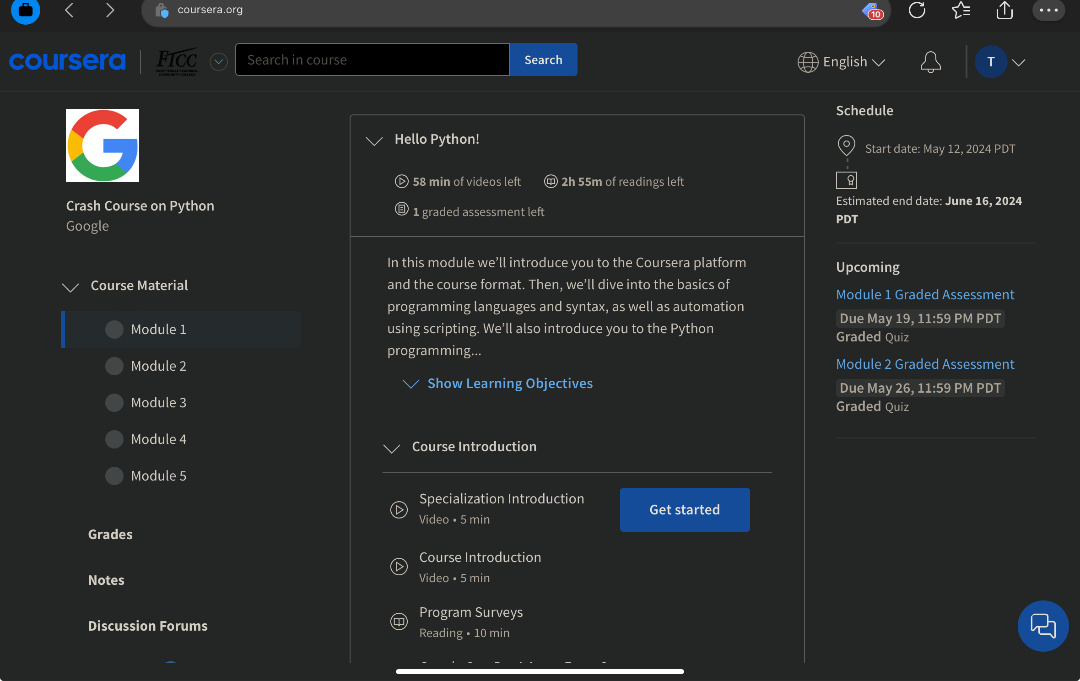 coursera.org
10
coursera
FTCC
Search in course
Search
English
T
Crash Course on Python
Google
Course Material
Module 1
Module 2
Module 3
Module 4
Module 5
Grades
Notes
Discussion Forums
Hello Python!
58 min of videos left
2h 55m of readings left
1 graded assessment left
In this module we'll introduce you to the Coursera platform
and the course format. Then, we'll dive into the basics of
programming languages and syntax, as well as automation
using scripting. We'll also introduce you to the Python
programming...
Show Learning Objectives
Course Introduction
Specialization Introduction
Video • 5 min
Get started
Course Introduction
Video • 5 min
Program Surveys
Reading • 10 min
Schedule
Start date: May 12, 2024 PDT
Estimated end date: June 16, 2024
PDT
Upcoming
Module 1 Graded Assessment
Due May 19, 11:59 PM PDT
Graded Quiz
Module 2 Graded Assessment
Due May 26, 11:59 PM PDT
Graded Quiz